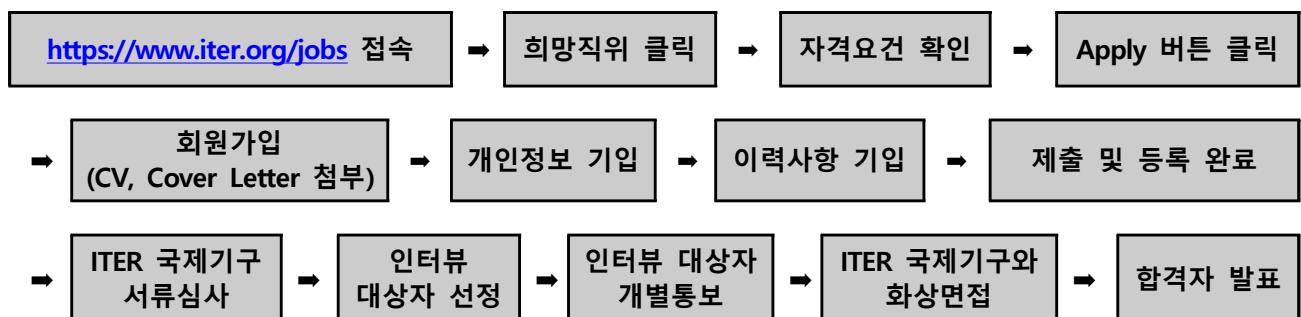 https://www.iter.org/jobs 접속 ➡ 희망직위 클릭 ➡ 자격요건 확인 ➡ Apply 버튼 클릭
➡ 회원가입
(CV, Cover Letter 첨부) ➡ 개인정보 기입 ➡ 이력사항 기입 ➡ 제출 및 등록 완료
➡ ITER 국제기구
서류심사 ➡ 인터뷰
대상자 선정 ➡ 인터뷰 대상자
개별통보 ➡ ITER 국제기구와
화상면접 ➡ 합격자 발표